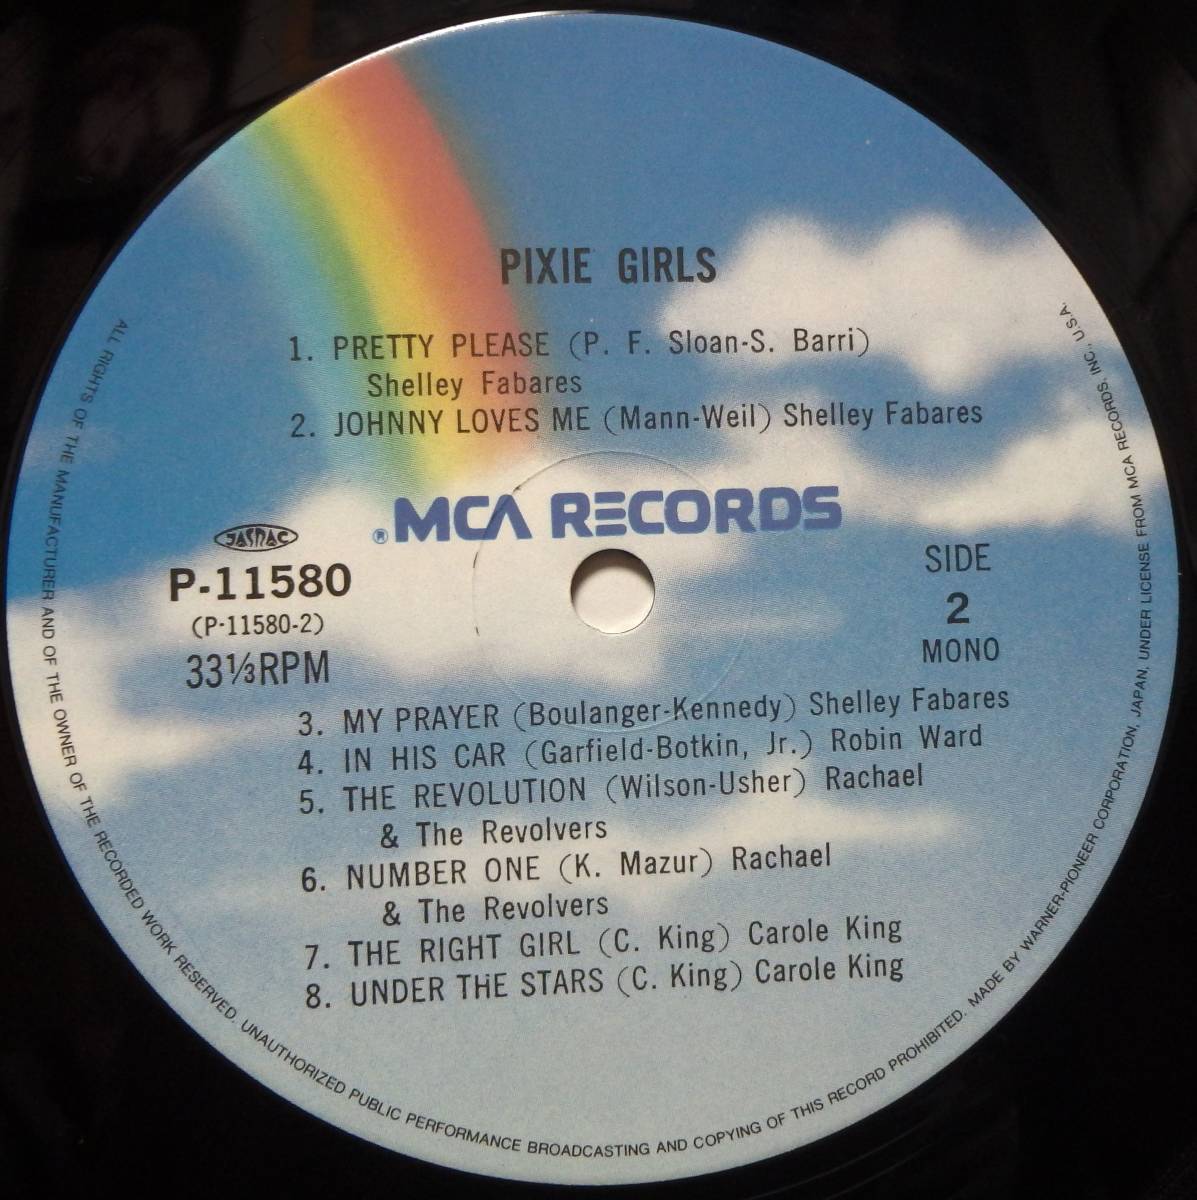 PIXIE GIRLS
1. PRETTY PLEASE (P. F. Sloan-S. Barri)
Shelley Fabares
2. JOHNNY LOVES ME (Mann-Weil) Shelley Fabares
® MCA RECORDS
JASRAC
P-11580
(P-11580-2)
33⅓RPM
SIDE
2
MONO
3. MY PRAYER (Boulanger-Kennedy) Shelley Fabares
4. IN HIS CAR (Garfield-Botkin, Jr.) Robin Ward
5. THE REVOLUTION (Wilson-Usher) Rachael
& The Revolvers
6. NUMBER ONE (K. Mazur) Rachael
& The Revolvers
7. THE RIGHT GIRL (C. King) Carole King
8. UNDER THE STARS (C. King) Carole King
ALL RIGHTS OF THE MANUFACTURER AND OF THE OWNER OF THE RECORDED WORK RESERVED. UNAUTHORIZED PUBLIC PERFORMANCE BROADCASTING AND COPYING OF THIS RECORD PROHIBITED. MADE BY WARNER-PIONEER CORPORATION, JAPAN, UNDER LICENSE FROM MCA RECORDS, INC., U.S.A.